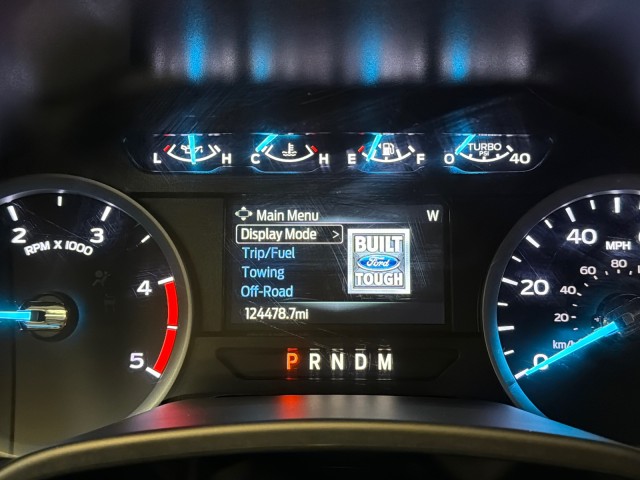 L H C H E F O TURBO PSI 40
Main Menu W
Display Mode >
Trip/Fuel
Towing
Off-Road
BUILT
Ford
TOUGH
124478.7mi
P R N D M
2 3 4 5
RPM X 1000
0 20 40
MPH
20 40 60 80
km/